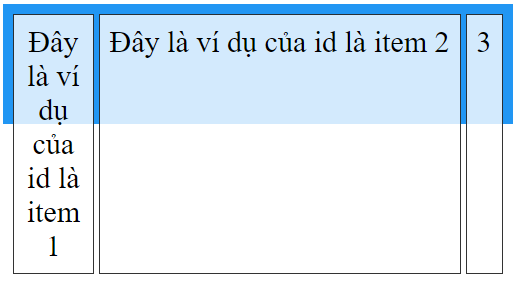 Đây
là ví
dụ
của
id là
item
1
Đây là ví dụ của id là item 2
3